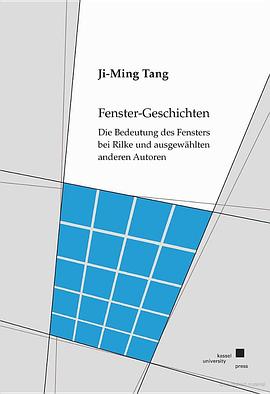 Ji-Ming Tang
Fenster-Geschichten
Die Bedeutung des Fensters
bei Rilke und ausgewählten
anderen Autoren
kassel
university
press